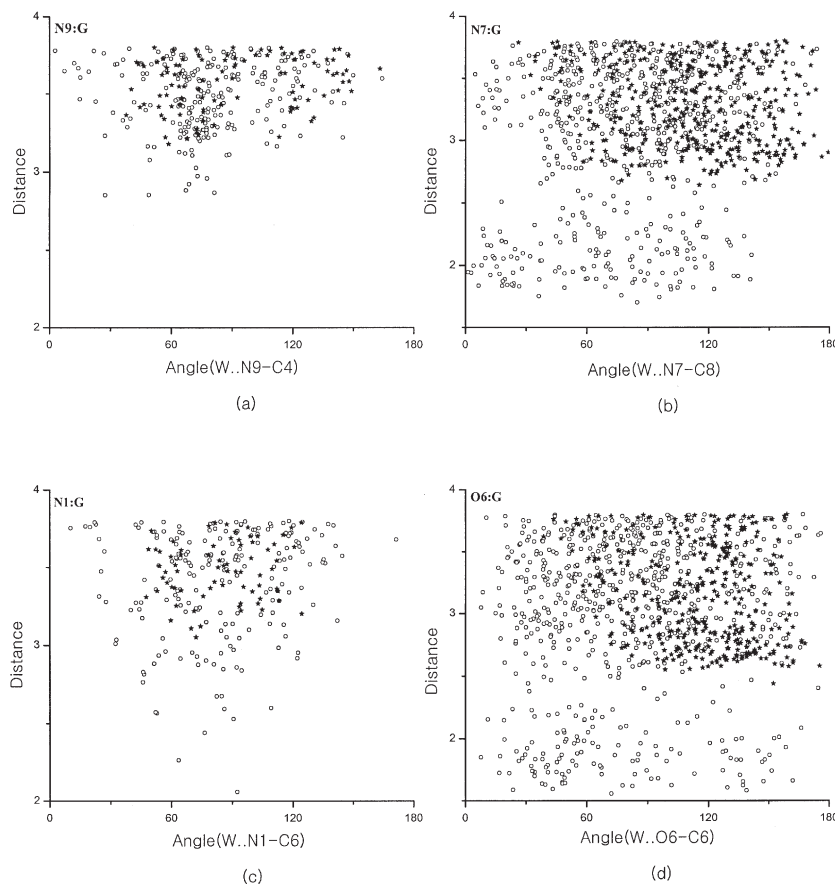 N9:G
4
3
2
Distance
0
60
120
180
Angle(W..N9-C4)
(a)
N7:G
4
3
2
Distance
0
60
120
180
Angle(W..N7-C8)
(b)
N1:G
4
3
2
Distance
0
60
120
180
Angle(W..N1-C6)
(c)
O6:G
4
3
2
Distance
0
60
120
180
Angle(W..O6-C6)
(d)